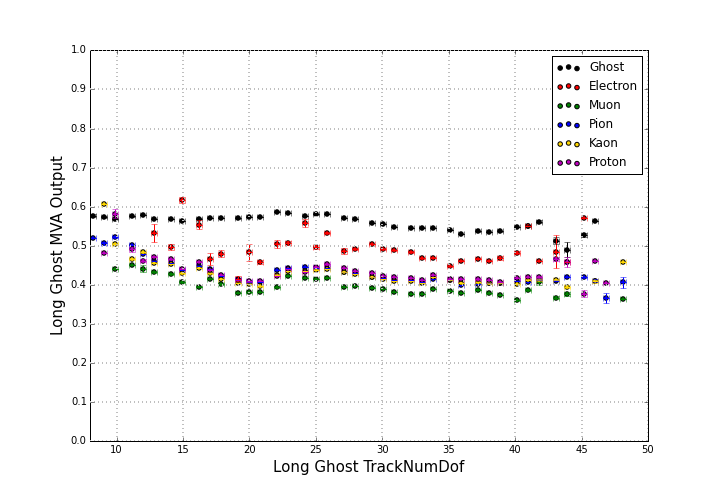 1.0
0.9
0.8
0.7
0.6
0.5
0.4
0.3
0.2
0.1
0.0
Long Ghost MVA Output
Ghost
Electron
Muon
Pion
Kaon
Proton
10 15 20 25 30 35 40 45 50
Long Ghost TrackNumDof